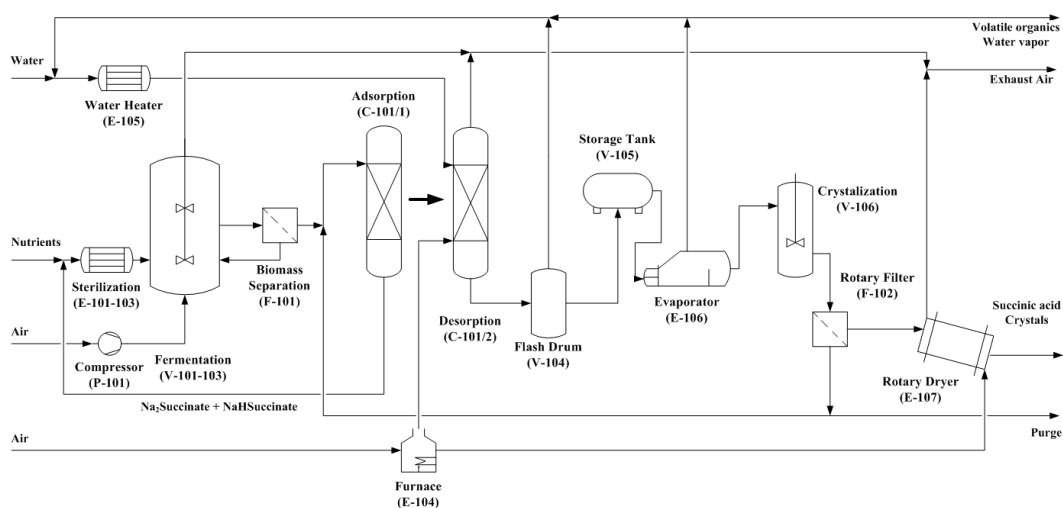 Volatile organics
Water vapor
Water
Exhaust Air
Water Heater
(E-105)
Adsorption
(C-101/1)
Storage Tank
(V-105)
Crystalization
(V-106)
Nutrients
Sterilization
(E-101-103)
Biomass
Separation
(F-101)
Evaporator
(E-106)
Rotary Filter
(F-102)
Succinic acid
Crystals
Air
Compressor
(P-101)
Fermentation
(V-101-103)
Desorption
(C-101/2)
Flash Drum
(V-104)
Rotary Dryer
(E-107)
Na₂Succinate + NaHSuccinate
Purge
Air
Furnace
(E-104)